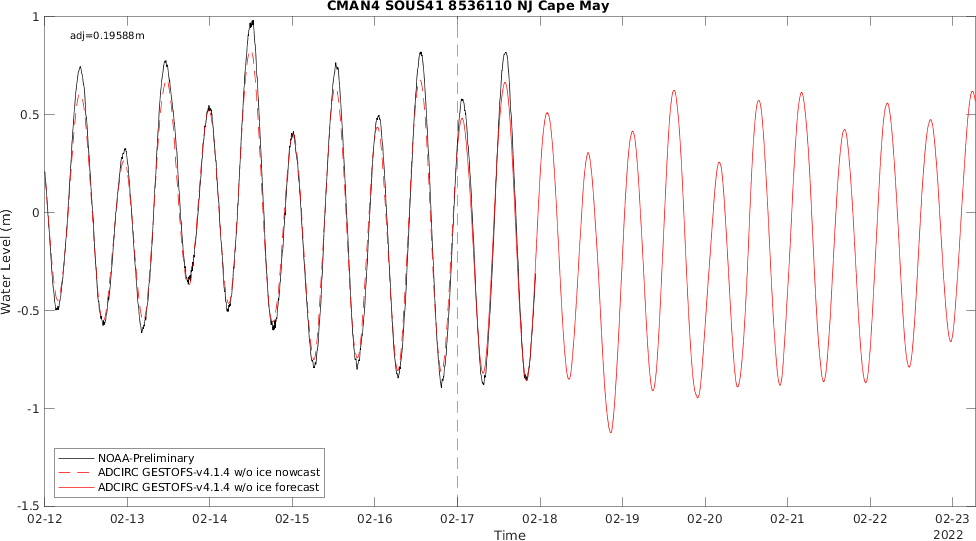 CMAN4 SOUS41 8536110 NJ Cape May
adj=0.19588m
1
0.5
0
-0.5
-1
-1.5
Water Level (m)
NOAA-Preliminary
ADCIRC GESTOFS-v4.1.4 w/o ice nowcast
ADCIRC GESTOFS-v4.1.4 w/o ice forecast
02-12 02-13 02-14 02-15 02-16 02-17 02-18 02-19 02-20 02-21 02-22 02-23
2022
Time